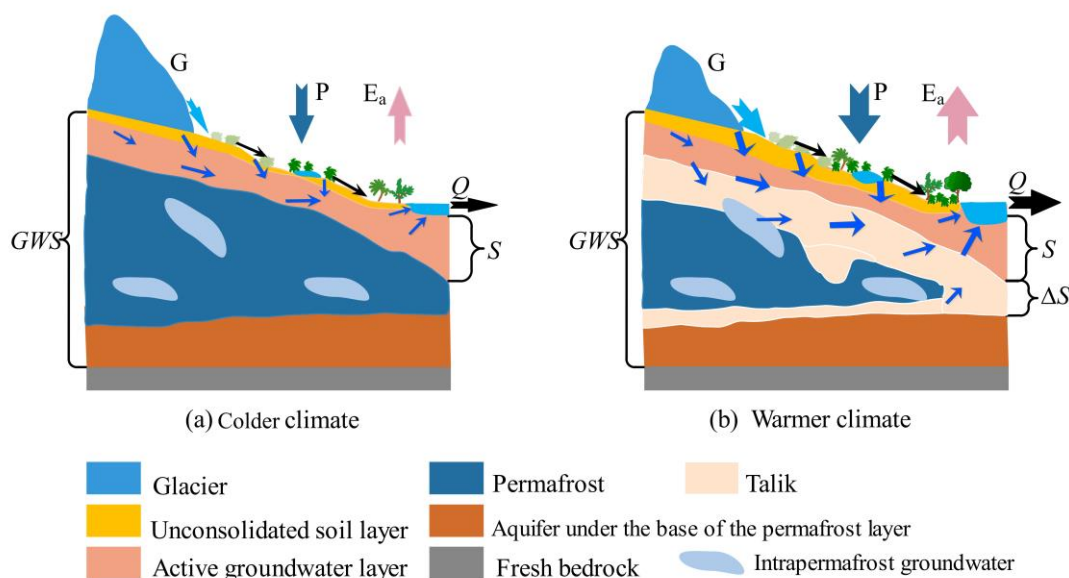 G
P
Eₐ
Q
GWS
S
(a) Colder climate
G
P
Eₐ
Q
GWS
S
ΔS
(b) Warmer climate
Glacier
Permafrost
Talik
Unconsolidated soil layer
Aquifer under the base of the permafrost layer
Active groundwater layer
Fresh bedrock
Intrapermafrost groundwater